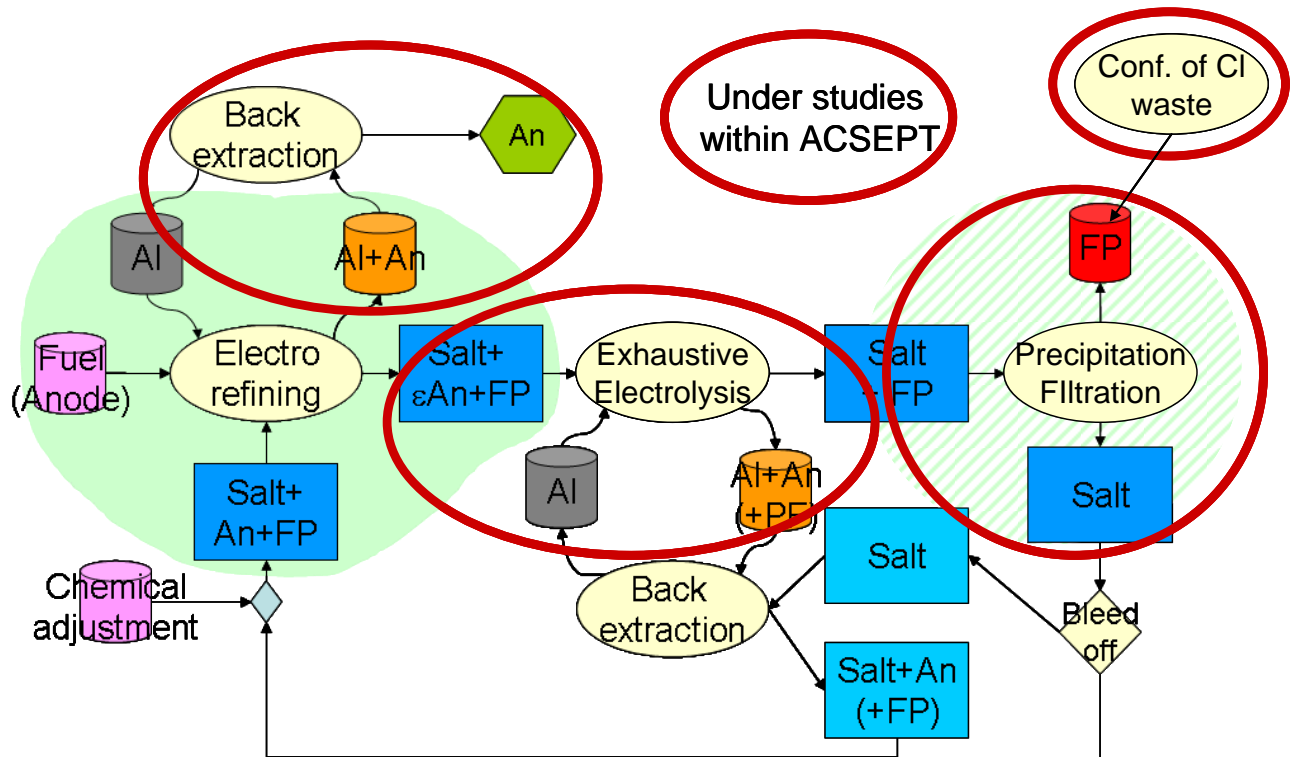 Back
extraction
An
Under studies
within ACSEPT
Conf. of Cl
waste
Al
Al+An
FP
Fuel
(Anode)
Electro
refining
Salt+
εAn+FP
Exhaustive
Electrolysis
Salt
+ FP
Precipitation
FIltration
Salt+
An+FP
Al
Al+An
(+PF)
Salt
Salt
Chemical
adjustment
Back
extraction
Bleed
off
Salt+An
(+FP)